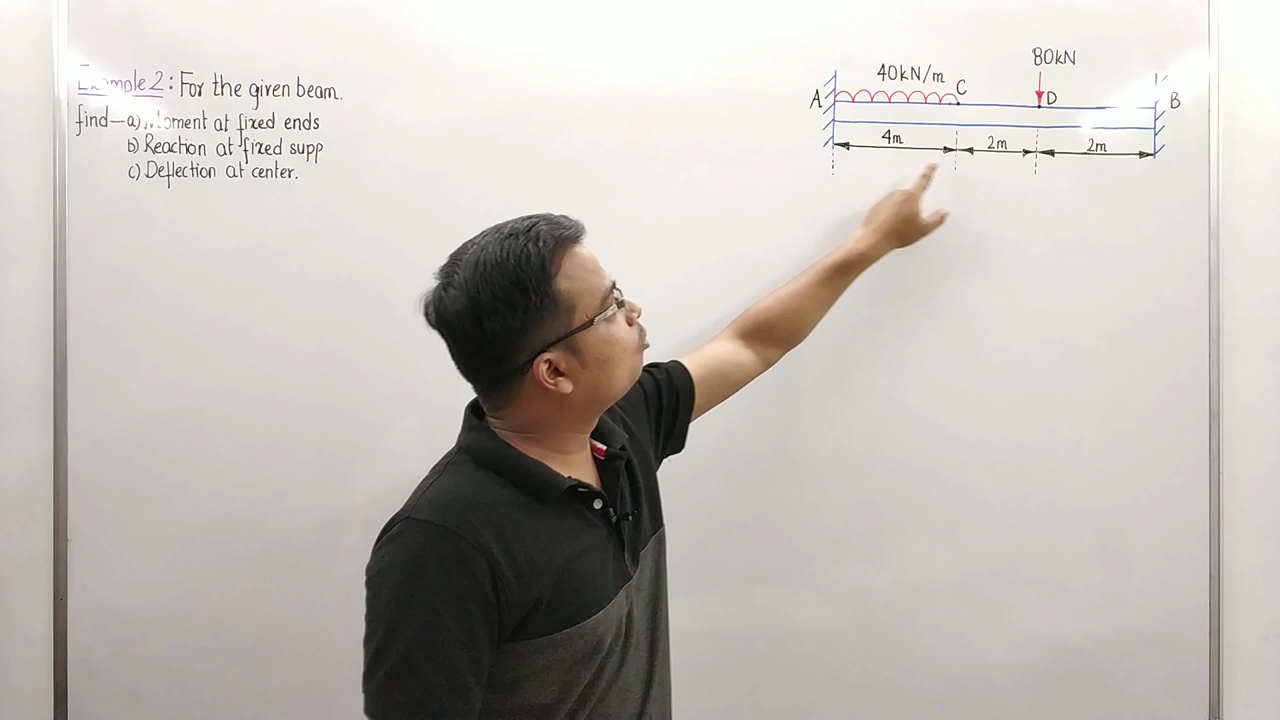 Example 2: For the given beam.
find—a) Moment at fixed ends
b) Reaction at fixed supp
c) Deflection at center.
80kN
40kN/m
A
C
D
B
4m
2m
2m